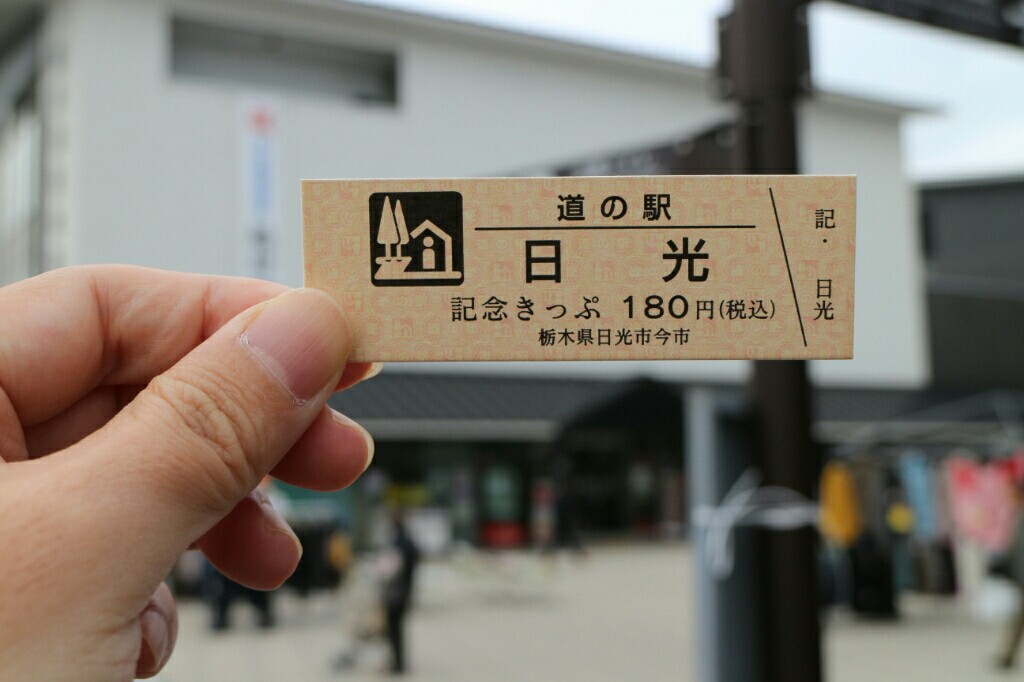 道の駅
日光
記念きっぷ 180円(税込)
栃木県日光市今市
記・日光